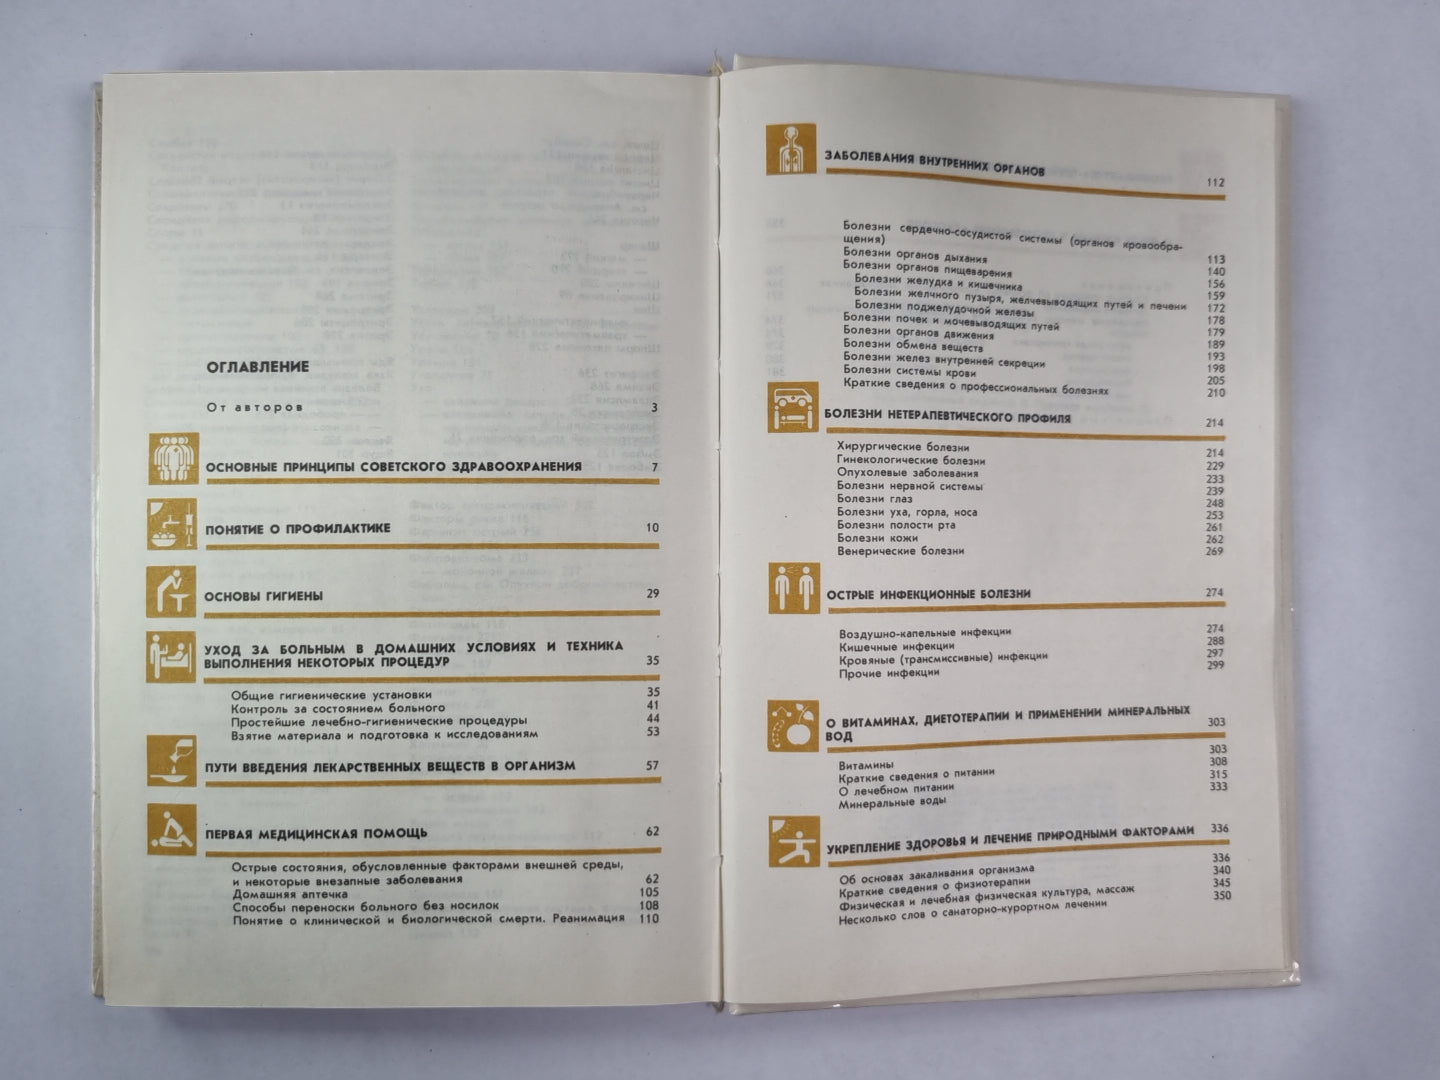 ОГЛАВЛЕНИЕ
От авторов 3
ОСНОВНЫЕ ПРИНЦИПЫ СОВЕТСКОГО ЗДРАВООХРАНЕНИЯ 7
ПОНЯТИЕ О ПРОФИЛАКТИКЕ 10
ОСНОВЫ ГИГИЕНЫ 29
УХОД ЗА БОЛЬНЫМ В ДОМАШНИХ УСЛОВИЯХ И ТЕХНИКА
ВЫПОЛНЕНИЯ НЕКОТОРЫХ ПРОЦЕДУР 35
Общие гигиенические установки 35
Контроль за состоянием больного 41
Простейшие лечебно-гигиенические процедуры 44
Взятие материала и подготовка к исследованиям 53
ПУТИ ВВЕДЕНИЯ ЛЕКАРСТВЕННЫХ ВЕЩЕСТВ В ОРГАНИЗМ 57
ПЕРВАЯ МЕДИЦИНСКАЯ ПОМОЩЬ 62
Острые состояния, обусловленные факторами внешней среды,
и некоторые внезапные заболевания 62
Домашняя аптечка 105
Способы переноски больного без носилок 108
Понятие о клинической и биологической смерти. Реанимация 110
ЗАБОЛЕВАНИЯ ВНУТРЕННИХ ОРГАНОВ 112
Болезни сердечно-сосудистой системы (органов кровообра-
щения) 113
Болезни органов дыхания 140
Болезни органов пищеварения 156
Болезни желудка и кишечника 159
Болезни желчного пузыря, желчевыводящих путей и печени 172
Болезни поджелудочной железы 178
Болезни почек и мочевыводящих путей 179
Болезни органов движения 189
Болезни обмена веществ 193
Болезни желез внутренней секреции 198
Болезни системы крови 205
Краткие сведения о профессиональных болезнях 210
БОЛЕЗНИ НЕТЕРАПЕВТИЧЕСКОГО ПРОФИЛЯ 214
Хирургические болезни 214
Гинекологические болезни 229
Опухолевые заболевания 233
Болезни нервной системы 239
Болезни глаз 248
Болезни уха, горла, носа 253
Болезни полости рта 261
Болезни кожи 262
Венерические болезни 269
ОСТРЫЕ ИНФЕКЦИОННЫЕ БОЛЕЗНИ 274
Воздушно-капельные инфекции 274
Кишечные инфекции 288
Кровяные (трансмиссивные) инфекции 297
Прочие инфекции 299
О ВИТАМИНАХ, ДИЕТОТЕРАПИИ И ПРИМЕНЕНИИ МИНЕРАЛЬНЫХ
ВОД 303
Витамины 303
Краткие сведения о питании 308
О лечебном питании 315
Минеральные воды 333
УКРЕПЛЕНИЕ ЗДОРОВЬЯ И ЛЕЧЕНИЕ ПРИРОДНЫМИ ФАКТОРАМИ 336
Об основах закаливания организма 336
Краткие сведения о физиотерапии 340
Физическая и лечебная физическая культура, массаж 345
Несколько слов о санаторно-курортном лечении 350